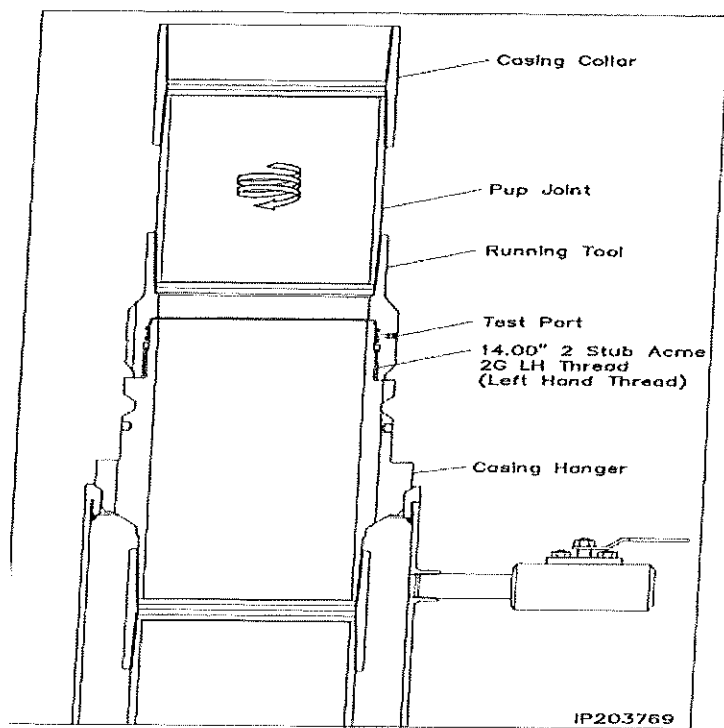 Casing Collar
Pup Joint
Running Tool
Test Port
14.00" 2 Stub Acme
2G LH Thread
(Left Hand Thread)
Casing Hanger
IP203769